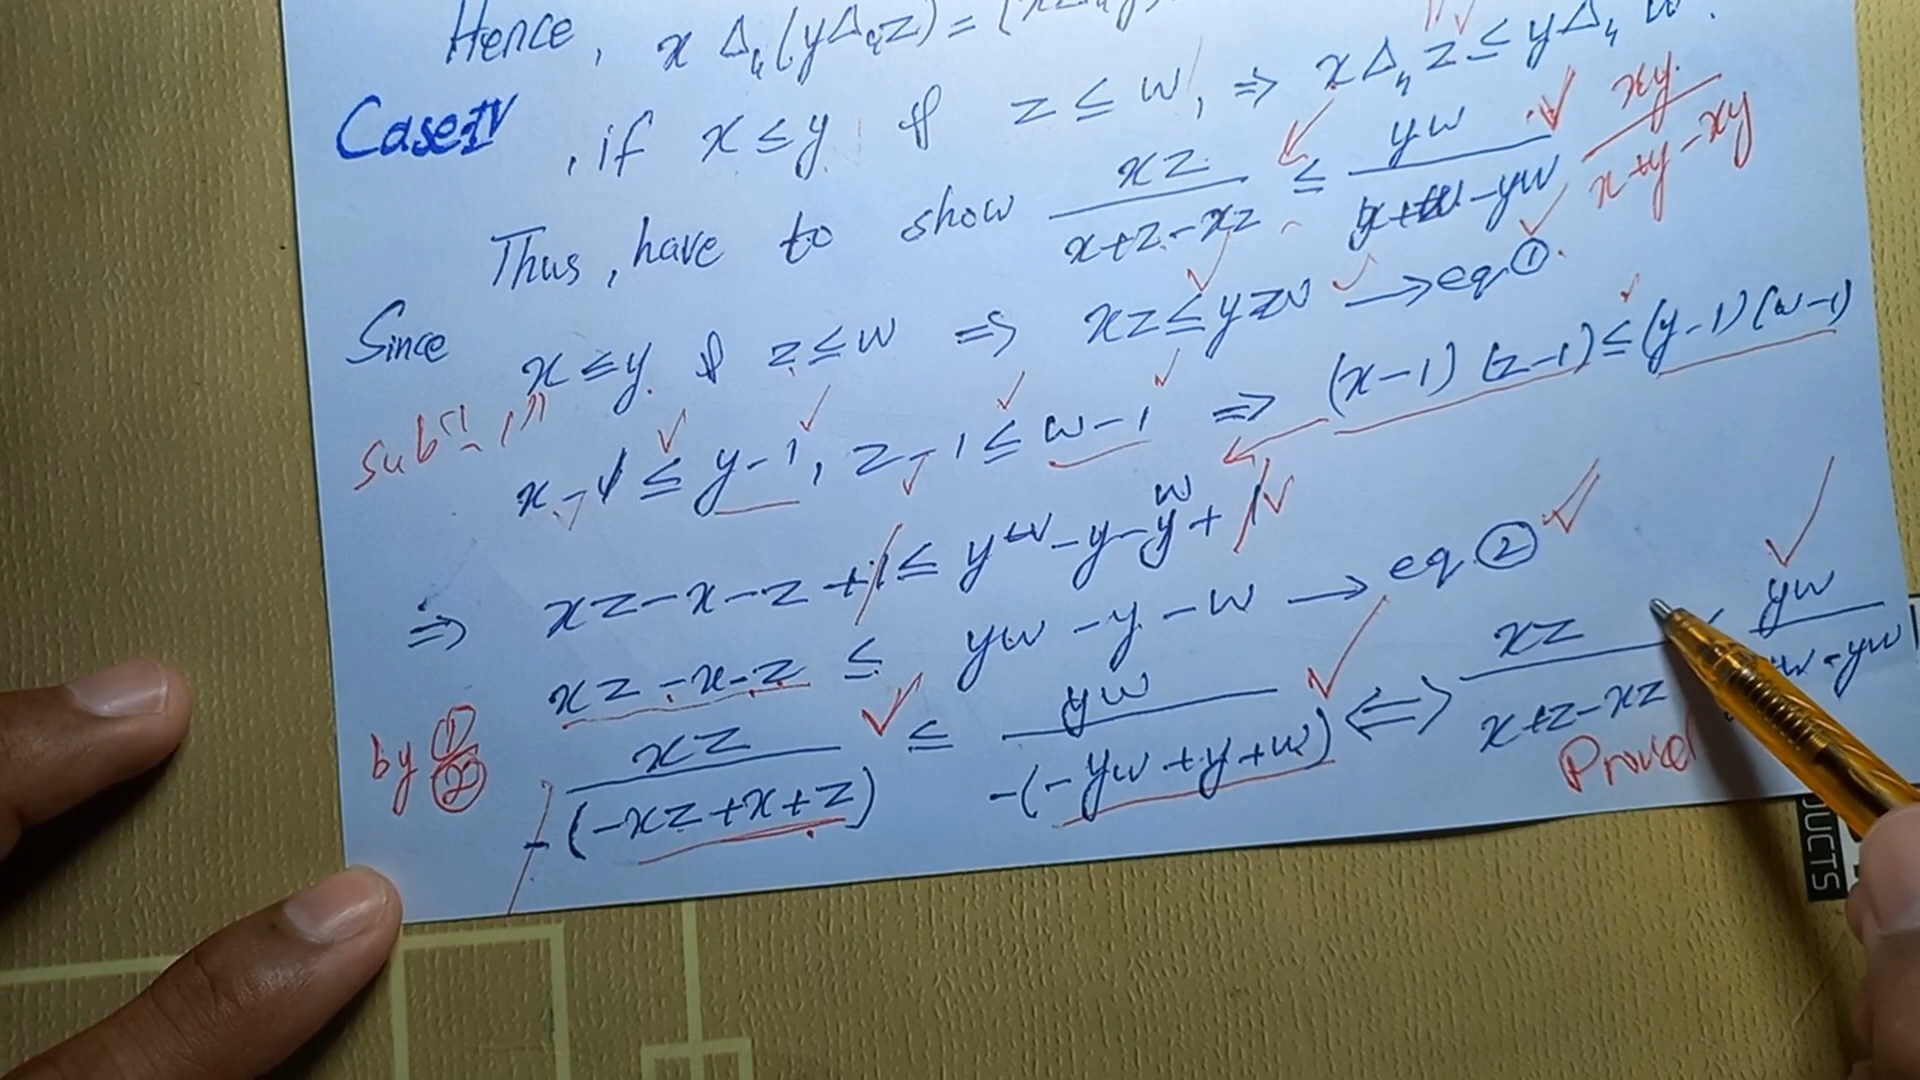 Hence, x Δ₄ (y Δ₄ z) =
Case IV, if x ≤ y & z ≤ w, ⇒ x Δ₄ z ≤ y Δ₄ w.
Thus, have to show xz / (x+z-xz) ≤ yw / -yw xy / (x+y-xy)
Since x ≤ y & z ≤ w ⇒ xz ≤ yw → eq ①
sub "1"
x-1 ≤ y-1, z-1 ≤ w-1 ⇒ (x-1)(z-1) ≤ (y-1)(w-1)
⇒ xz-x-z+1 ≤ yw-y-w+1
xz-x-z ≤ yw-y-w → eq ②
by ①/② xz / -(-xz+x+z) ≤ yw / -(-yw+y+w) ⇔ xz / (x+z-xz) yw / w-yw
Proved
DUCTS